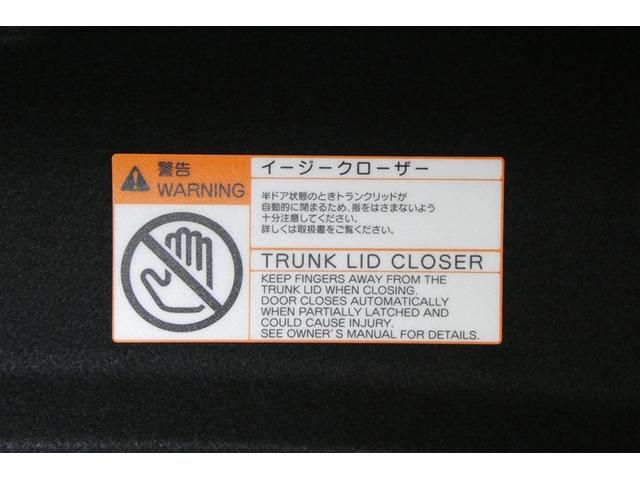 警告
WARNING
イージークローザー
半ドア状態のときトランクリッドが
自動的に閉まるため、指をはさまないよう
十分注意してください。
詳しくは取扱書をご覧ください。
TRUNK LID CLOSER
KEEP FINGERS AWAY FROM THE
TRUNK LID WHEN CLOSING.
DOOR CLOSES AUTOMATICALLY
WHEN PARTIALLY LATCHED AND
COULD CAUSE INJURY.
SEE OWNER'S MANUAL FOR DETAILS.